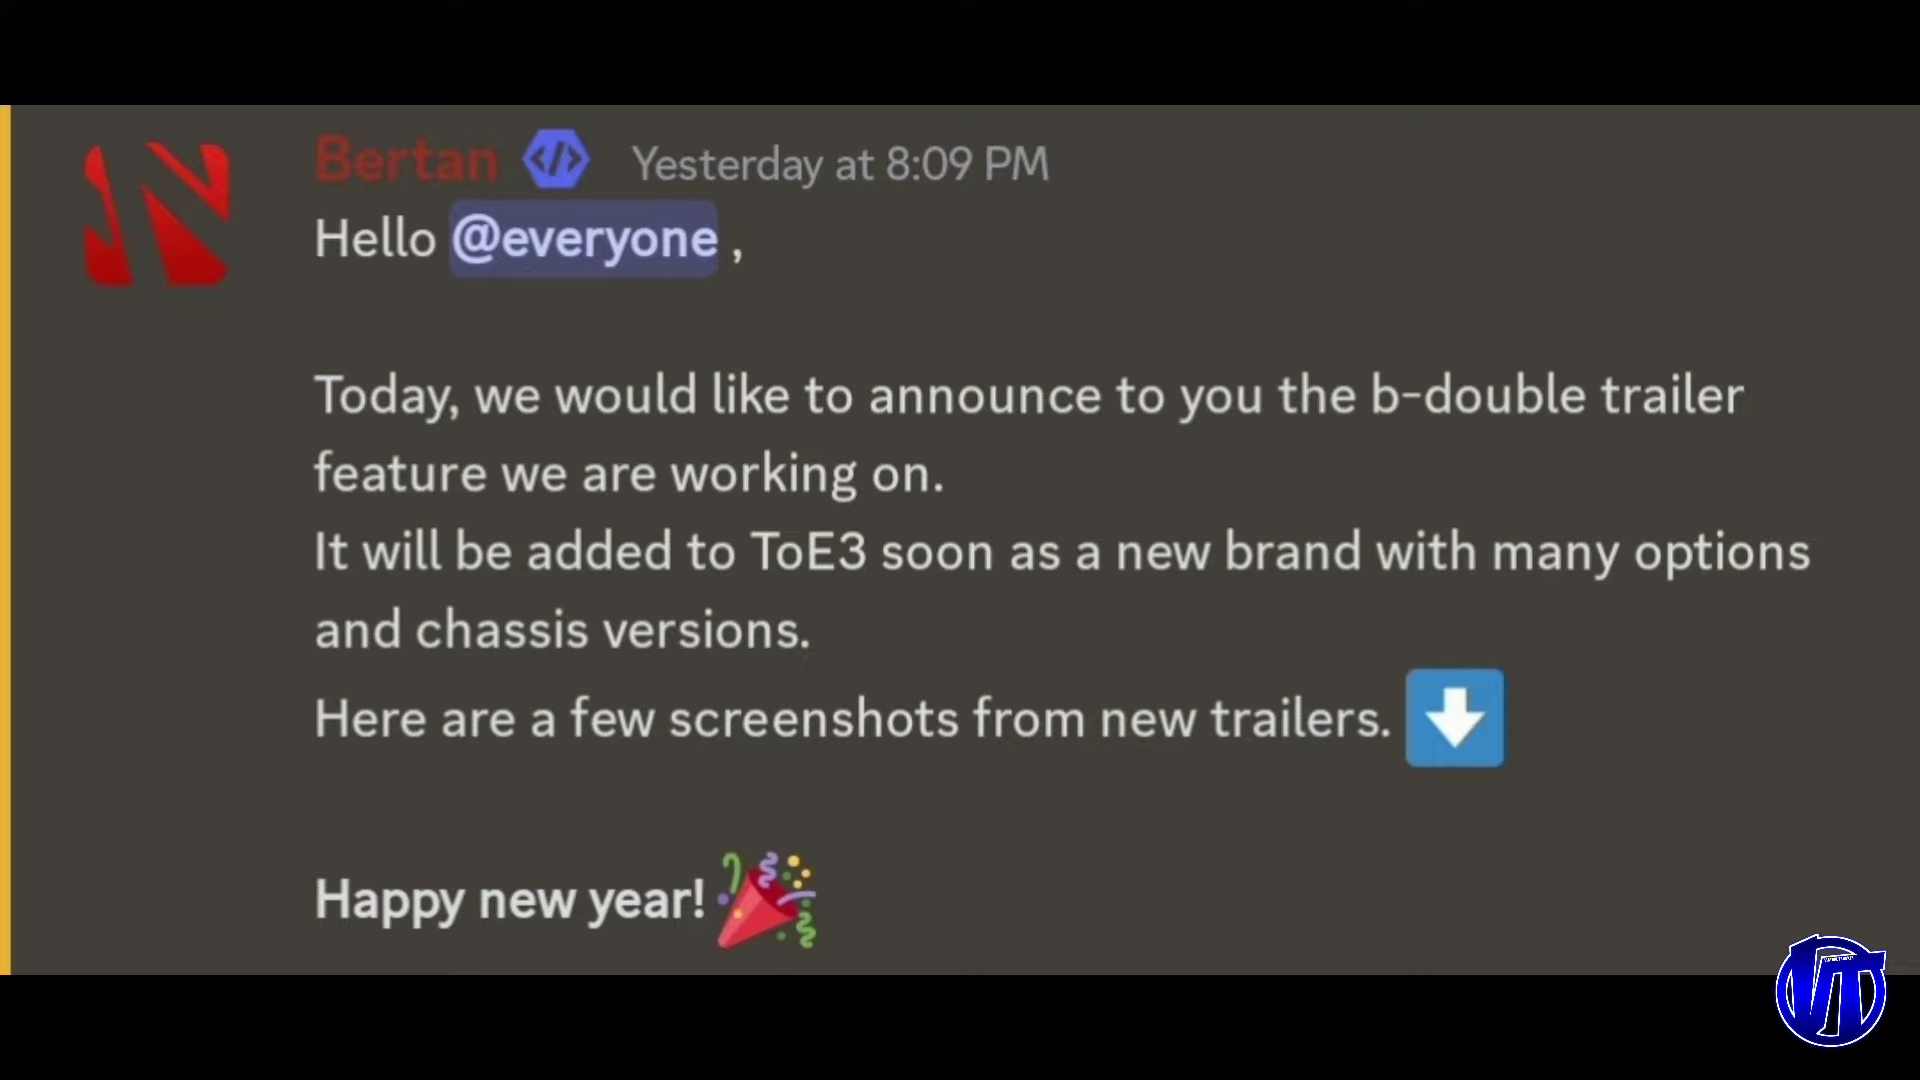 Bertan </> Yesterday at 8:09 PM
Hello @everyone ,
Today, we would like to announce to you the b-double trailer
feature we are working on.
It will be added to ToE3 soon as a new brand with many options
and chassis versions.
Here are a few screenshots from new trailers.
Happy new year!
VT